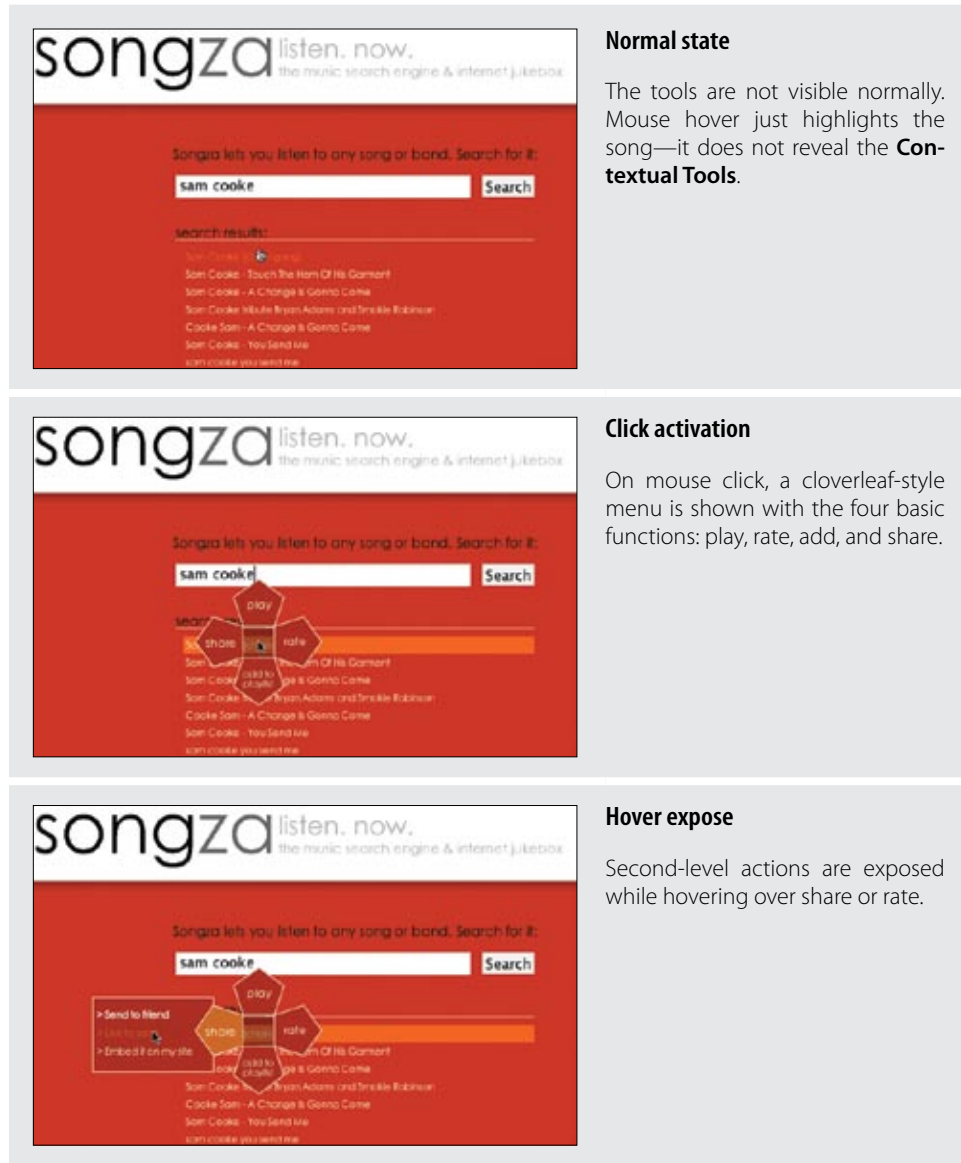 songza listen. now.
the music search engine & internet jukebox
Songza lets you listen to any song or band. Search for it:
sam cooke Search
search results:
Sam Cooke
Sam Cooke - Touch The Hem Of His Garment
Sam Cooke - A Change Is Gonna Come
Sam Cooke tribute Bryan Adams and Smokie Robinson
Cooke Sam - A Change Is Gonna Come
Sam Cooke - You Send Me
sam cooke you send me
Normal state
The tools are not visible normally.
Mouse hover just highlights the
song—it does not reveal the Con-
textual Tools.
songza listen. now.
the music search engine & internet jukebox
Songza lets you listen to any song or band. Search for it:
sam cooke Search
play
share rate
add to
playlist
Sam Cooke Of His Garment
Sam Cooke ge Is Gonna Come
Sam Cooke Bryan Adams and Smokie Robinson
Cooke Sam - A Change Is Gonna Come
Sam Cooke - You Send Me
sam cooke you send me
Click activation
On mouse click, a cloverleaf-style
menu is shown with the four basic
functions: play, rate, add, and share.
songza listen. now.
the music search engine & internet jukebox
Songza lets you listen to any song or band. Search for it:
sam cooke Search
play
> Send to friend
share rate
> Embed it on my site
add to
playlist
Of His Garment
ge Is Gonna Come
Sam Cooke Bryan Adams and Smokie Robinson
Cooke Sam - A Change Is Gonna Come
Sam Cooke - You Send Me
sam cooke you send me
Hover expose
Second-level actions are exposed
while hovering over share or rate.